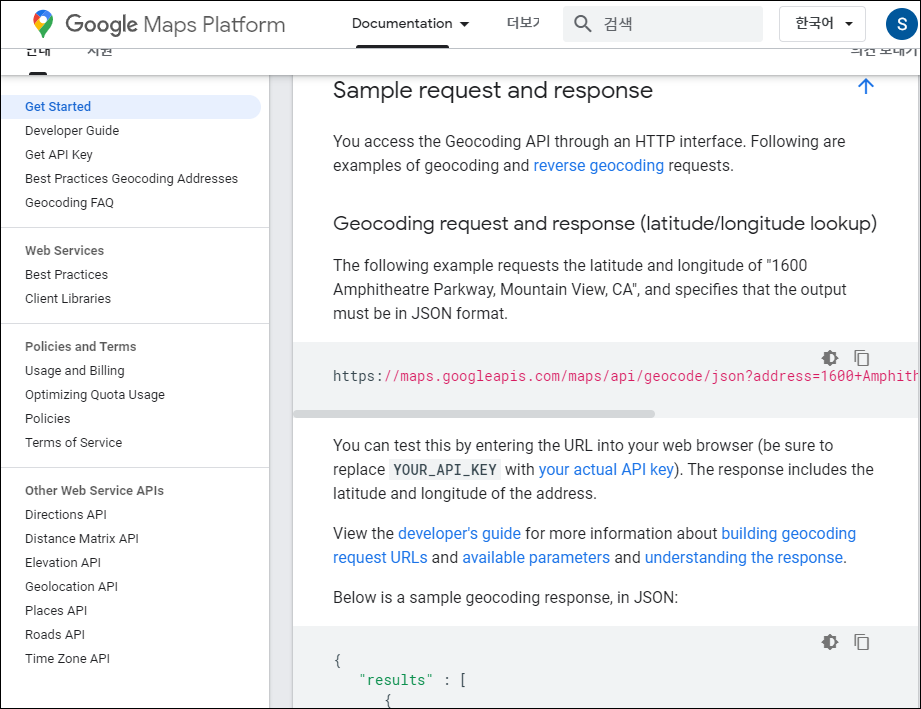 Google Maps Platform
Documentation
더보기
검색
한국어
S
안내
지원
의견 보내기
Get Started
Developer Guide
Get API Key
Best Practices Geocoding Addresses
Geocoding FAQ
Web Services
Best Practices
Client Libraries
Policies and Terms
Usage and Billing
Optimizing Quota Usage
Policies
Terms of Service
Other Web Service APIs
Directions API
Distance Matrix API
Elevation API
Geolocation API
Places API
Roads API
Time Zone API
Sample request and response
You access the Geocoding API through an HTTP interface. Following are
examples of geocoding and reverse geocoding requests.
Geocoding request and response (latitude/longitude lookup)
The following example requests the latitude and longitude of "1600
Amphitheatre Parkway, Mountain View, CA", and specifies that the output
must be in JSON format.
https://maps.googleapis.com/maps/api/geocode/json?address=1600+Amphith
You can test this by entering the URL into your web browser (be sure to
replace YOUR_API_KEY with your actual API key). The response includes the
latitude and longitude of the address.
View the developer's guide for more information about building geocoding
request URLs and available parameters and understanding the response.
Below is a sample geocoding response, in JSON:
{
"results" : [
{